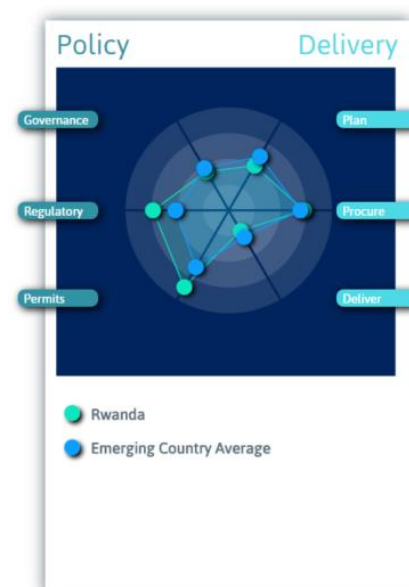 Policy
Delivery
Governance
Plan
Regulatory
Procure
Permits
Deliver
Rwanda
Emerging Country Average